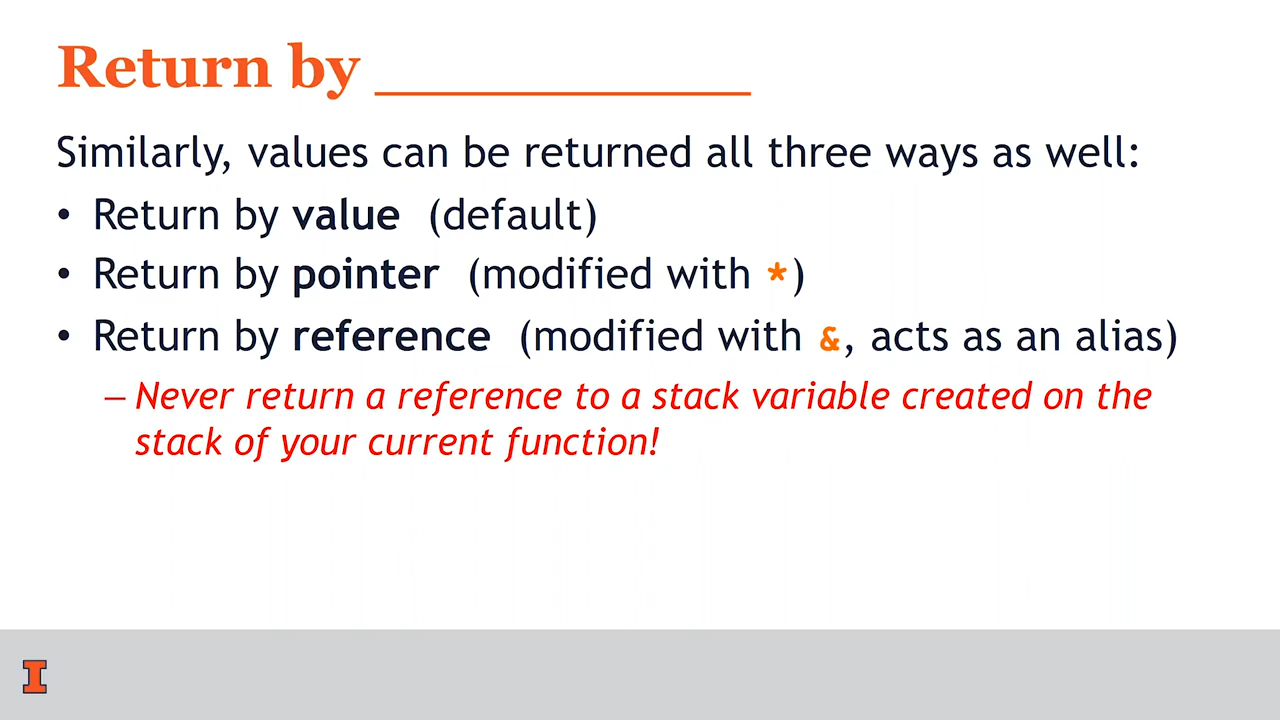 Return by ____________
Similarly, values can be returned all three ways as well:
• Return by value (default)
• Return by pointer (modified with *)
• Return by reference (modified with &, acts as an alias)
– Never return a reference to a stack variable created on the
stack of your current function!
I